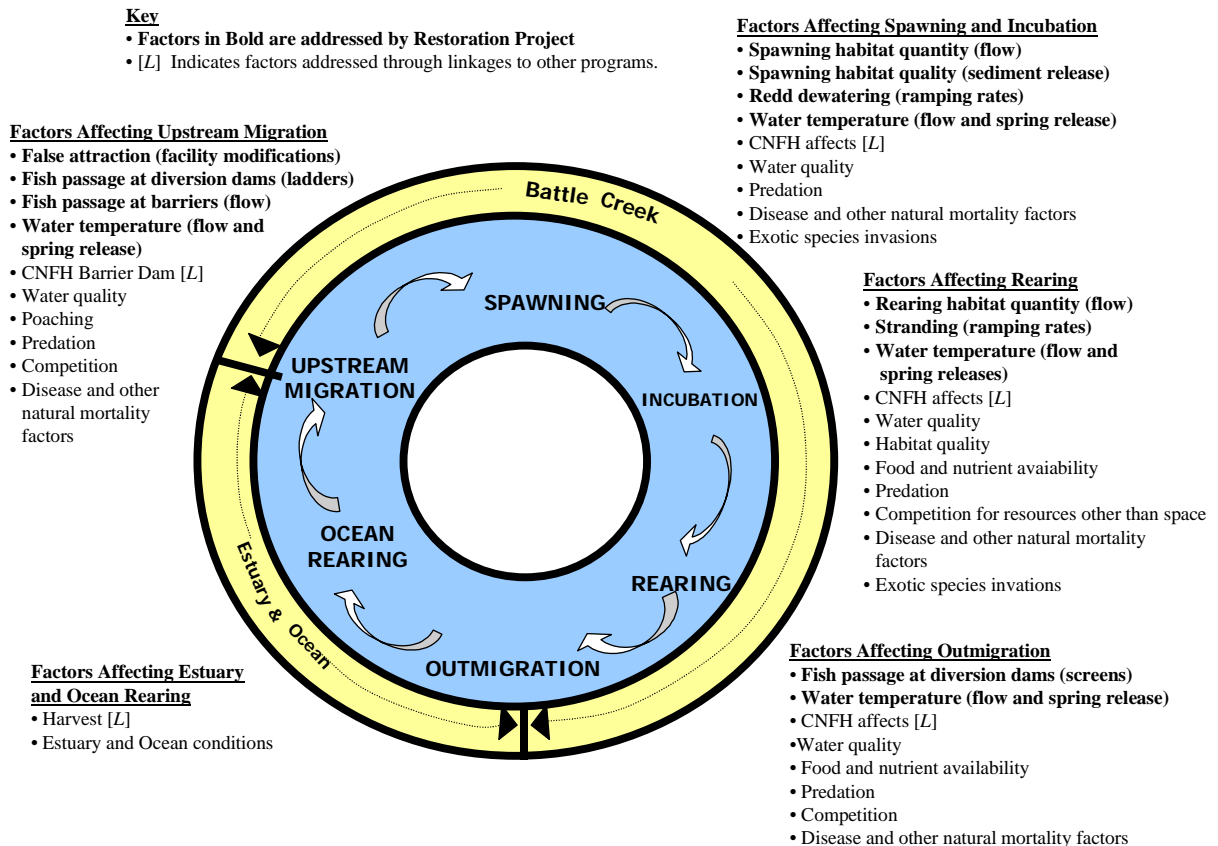 Key
• Factors in Bold are addressed by Restoration Project
• [L] Indicates factors addressed through linkages to other programs.
Factors Affecting Upstream Migration
• False attraction (facility modifications)
• Fish passage at diversion dams (ladders)
• Fish passage at barriers (flow)
• Water temperature (flow and
spring release)
• CNFH Barrier Dam [L]
• Water quality
• Poaching
• Predation
• Competition
• Disease and other
natural mortality
factors
Factors Affecting Spawning and Incubation
• Spawning habitat quantity (flow)
• Spawning habitat quality (sediment release)
• Redd dewatering (ramping rates)
• Water temperature (flow and spring release)
• CNFH affects [L]
• Water quality
• Predation
• Disease and other natural mortality factors
• Exotic species invasions
Factors Affecting Rearing
• Rearing habitat quantity (flow)
• Stranding (ramping rates)
• Water temperature (flow and
spring releases)
• CNFH affects [L]
• Water quality
• Habitat quality
• Food and nutrient avaiability
• Predation
• Competition for resources other than space
• Disease and other natural mortality
factors
• Exotic species invations
Factors Affecting Outmigration
• Fish passage at diversion dams (screens)
• Water temperature (flow and spring release)
• CNFH affects [L]
•Water quality
• Food and nutrient availability
• Predation
• Competition
• Disease and other natural mortality factors
Factors Affecting Estuary
and Ocean Rearing
• Harvest [L]
• Estuary and Ocean conditions
Battle Creek
SPAWNING
INCUBATION
REARING
OUTMIGRATION
OCEAN
REARING
UPSTREAM
MIGRATION
Estuary & Ocean